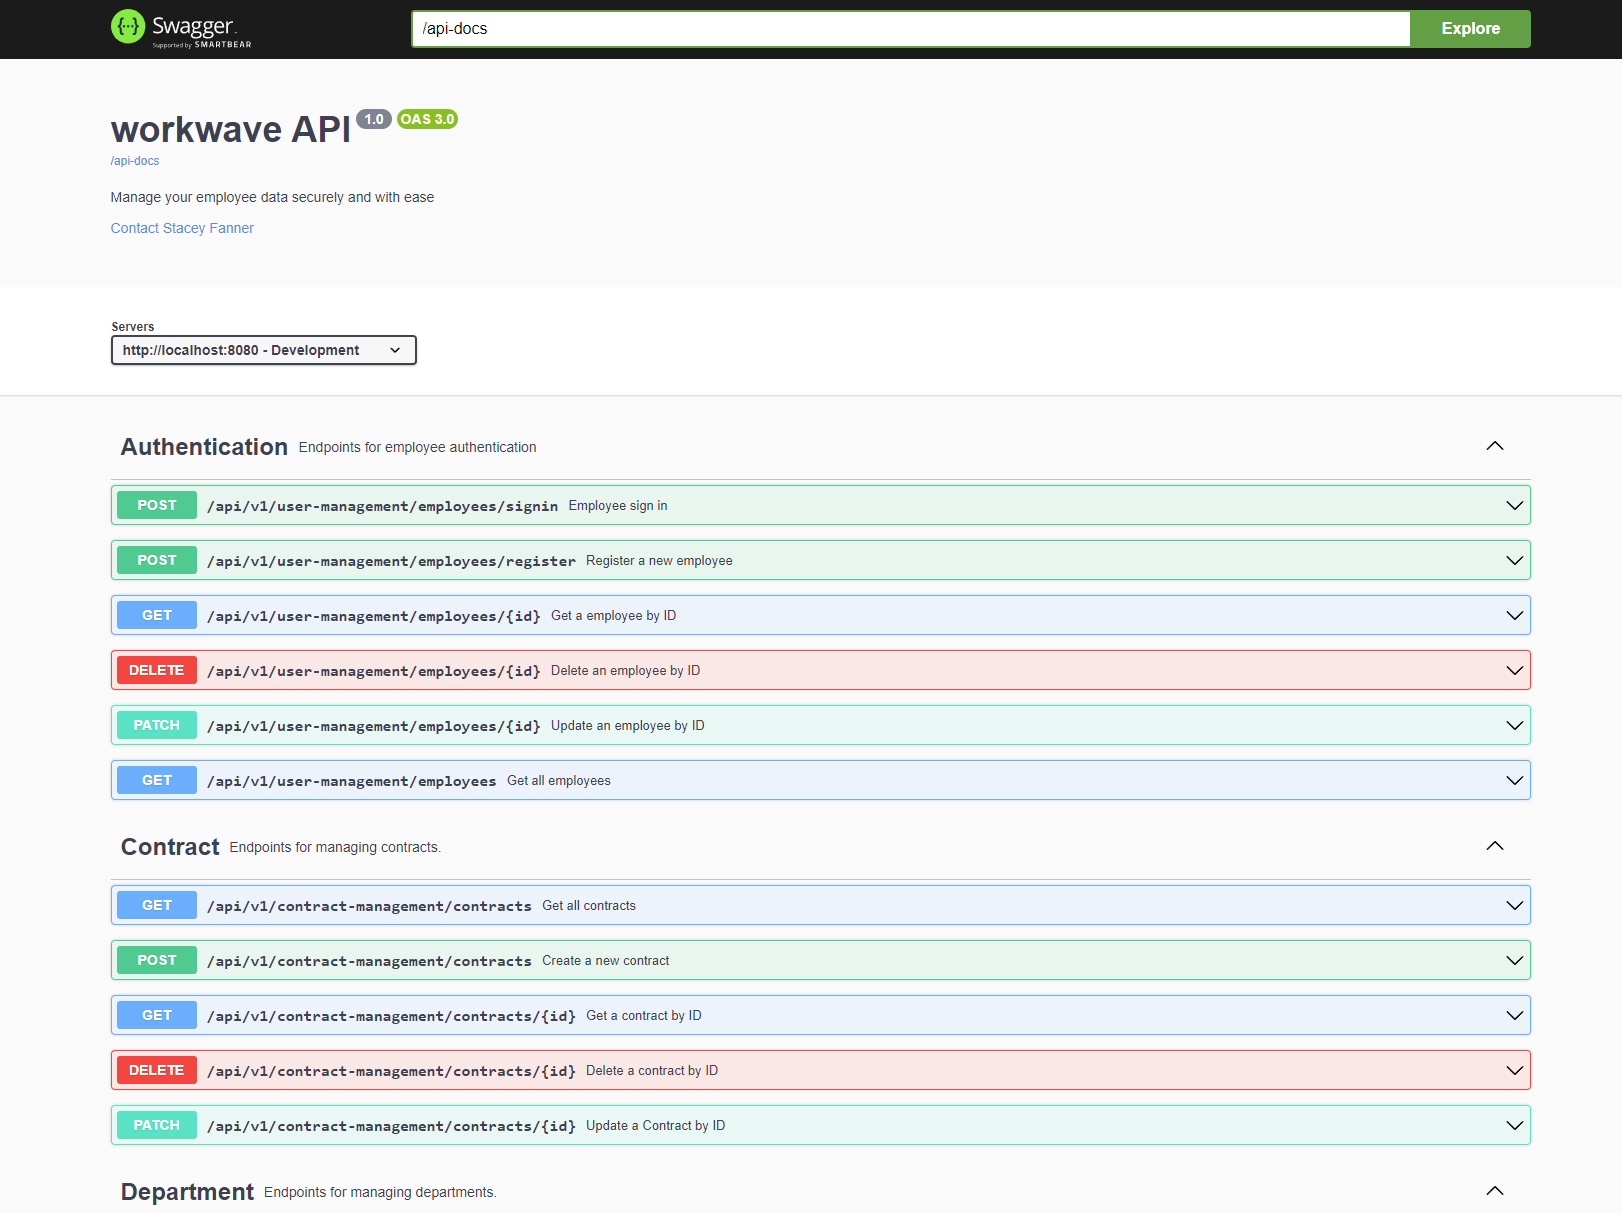 Swagger.
Supported by SMARTBEAR
/api-docs
Explore
workwave API 1.0 OAS 3.0
/api-docs
Manage your employee data securely and with ease
Contact Stacey Fanner
Servers
http://localhost:8080 - Development
Authentication Endpoints for employee authentication
POST /api/v1/user-management/employees/signin Employee sign in
POST /api/v1/user-management/employees/register Register a new employee
GET /api/v1/user-management/employees/{id} Get a employee by ID
DELETE /api/v1/user-management/employees/{id} Delete an employee by ID
PATCH /api/v1/user-management/employees/{id} Update an employee by ID
GET /api/v1/user-management/employees Get all employees
Contract Endpoints for managing contracts.
GET /api/v1/contract-management/contracts Get all contracts
POST /api/v1/contract-management/contracts Create a new contract
GET /api/v1/contract-management/contracts/{id} Get a contract by ID
DELETE /api/v1/contract-management/contracts/{id} Delete a contract by ID
PATCH /api/v1/contract-management/contracts/{id} Update a Contract by ID
Department Endpoints for managing departments.